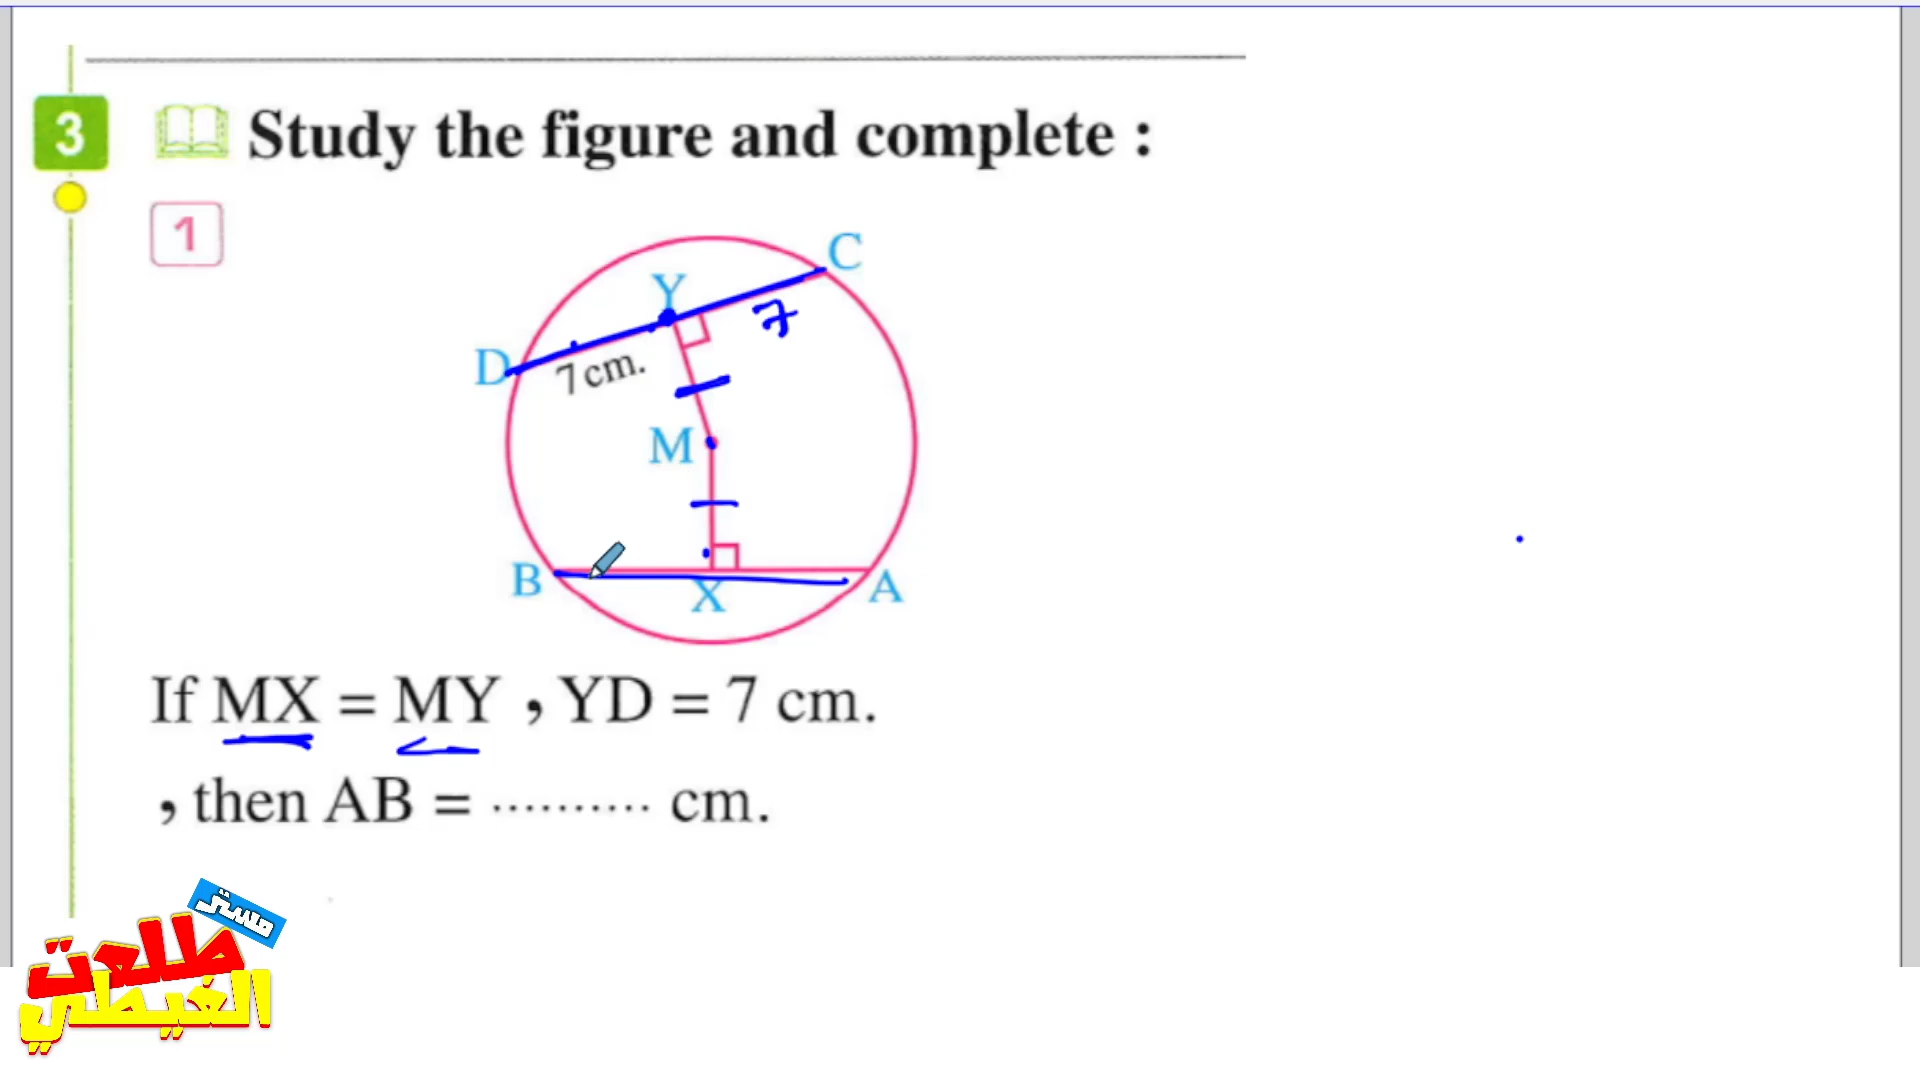 3
Study the figure and complete :
1
C
Y
7
D
7 cm.
M
B
X
A
If MX = MY , YD = 7 cm.
, then AB = .......... cm.
مستر
طلعت
الغيطي